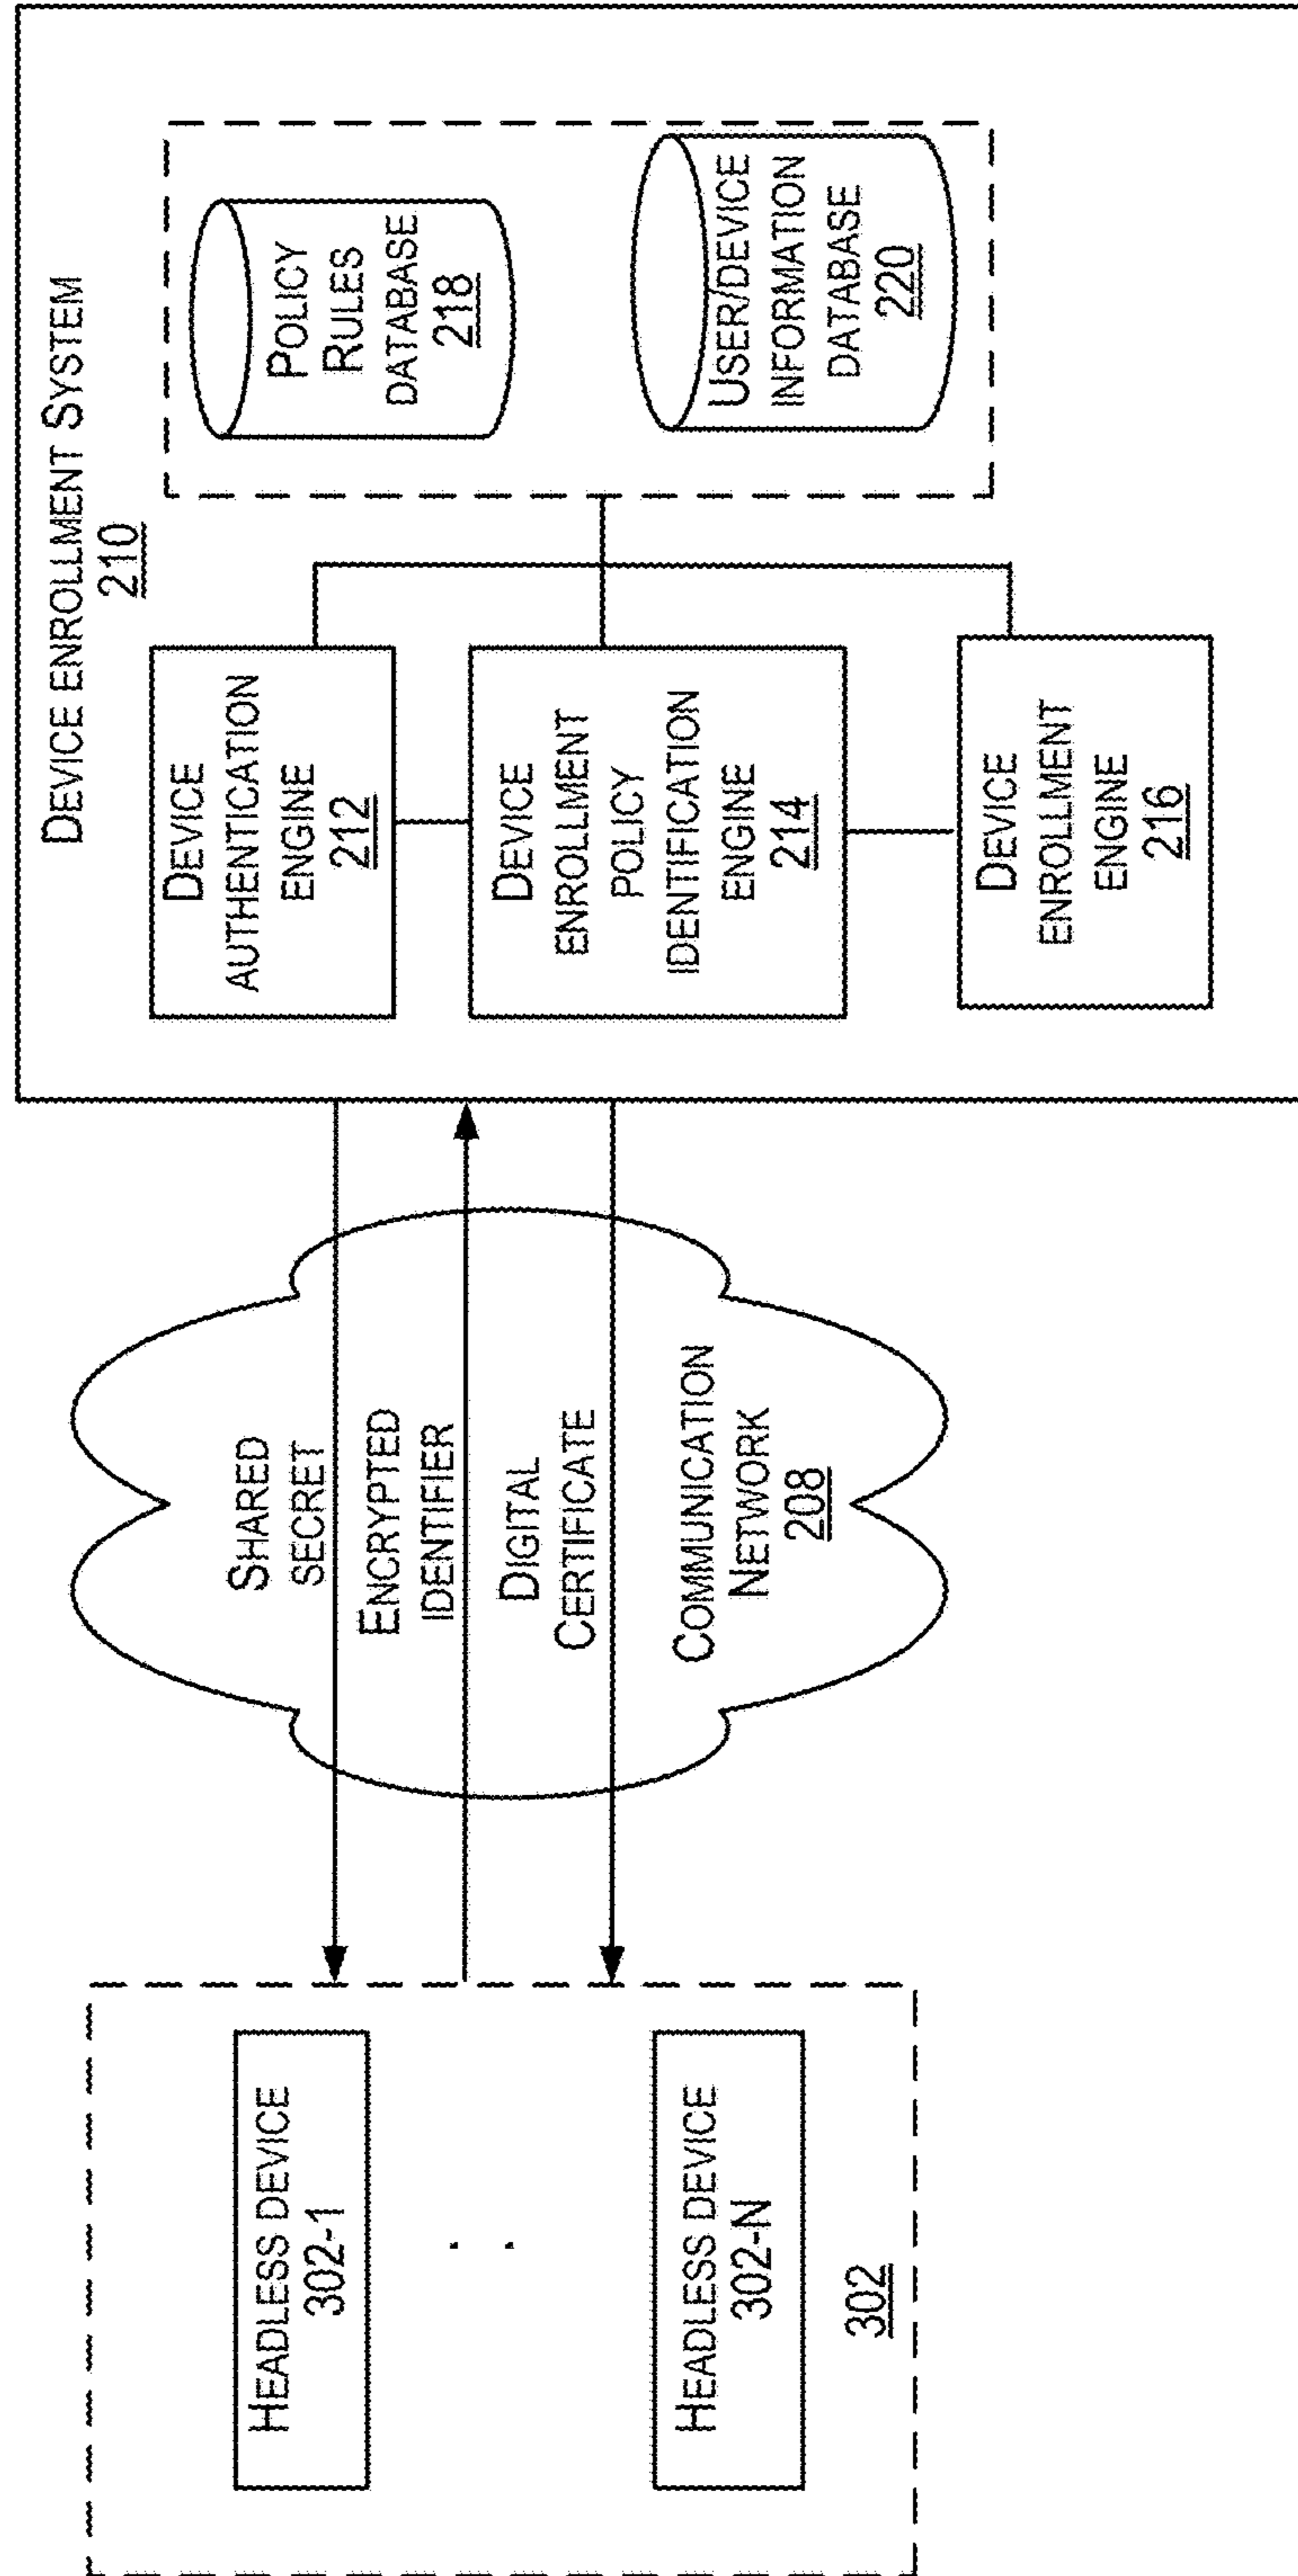 DEVICE ENROLLMENT SYSTEM
210
DEVICE
AUTHENTICATION
ENGINE
212
DEVICE
ENROLLMENT
POLICY
IDENTIFICATION
ENGINE
214
DEVICE
ENROLLMENT
ENGINE
216
POLICY
RULES
DATABASE
218
USER/DEVICE
INFORMATION
DATABASE
220
SHARED
SECRET
ENCRYPTED
IDENTIFIER
DIGITAL
CERTIFICATE
COMMUNICATION
NETWORK
208
HEADLESS DEVICE
302-1
. .
HEADLESS DEVICE
302-N
302